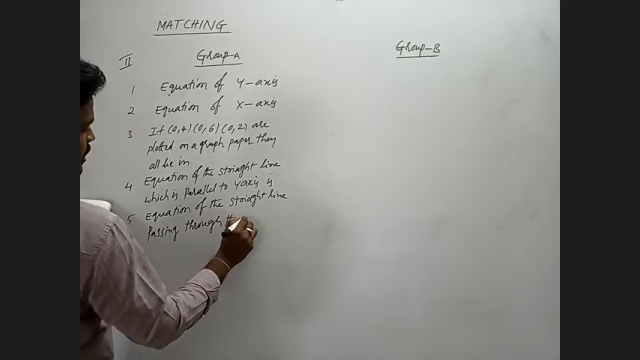 MATCHING
II Group-A
Group-B
1 Equation of Y-axis
2 Equation of X-axis
3 If (0,4) (0,6) (0,2) are
plotted on a graph paper they
all lie in
4 Equation of the straight line
which is parallel to Yaxis is
5 Equation of the straight line
Passing through